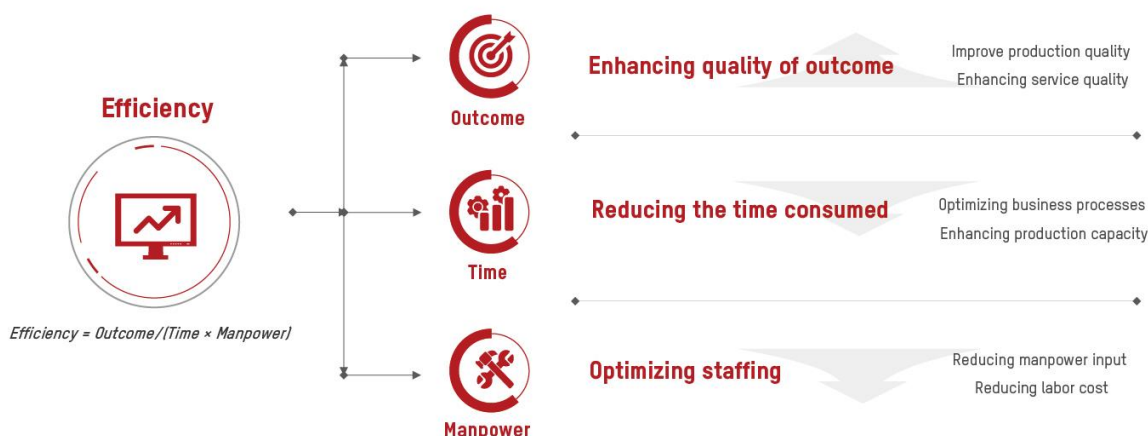 Efficiency
Efficiency = Outcome/(Time × Manpower)
Outcome
Enhancing quality of outcome
Improve production quality
Enhancing service quality
Time
Reducing the time consumed
Optimizing business processes
Enhancing production capacity
Manpower
Optimizing staffing
Reducing manpower input
Reducing labor cost